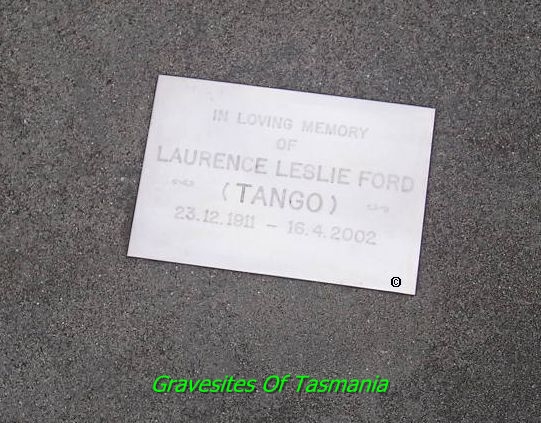 IN LOVING MEMORY
OF
LAURENCE LESLIE FORD
(TANGO)
23.12.1911 – 16.4.2002
©
Gravesites Of Tasmania